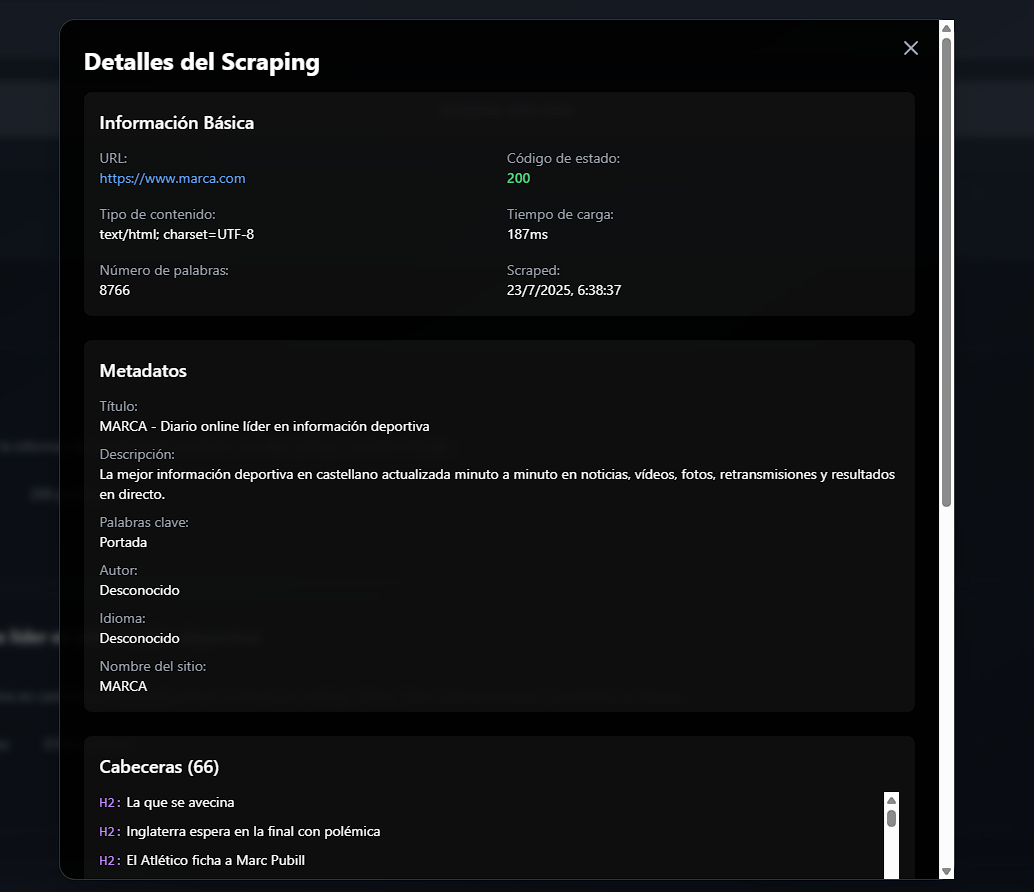 Detalles del Scraping
Información Básica
URL:
https://www.marca.com
Código de estado:
200
Tipo de contenido:
text/html; charset=UTF-8
Tiempo de carga:
187ms
Número de palabras:
8766
Scraped:
23/7/2025, 6:38:37
Metadatos
Título:
MARCA - Diario online líder en información deportiva
Descripción:
La mejor información deportiva en castellano actualizada minuto a minuto en noticias, vídeos, fotos, retransmisiones y resultados
en directo.
Palabras clave:
Portada
Autor:
Desconocido
Idioma:
Desconocido
Nombre del sitio:
MARCA
Cabeceras (66)
H2: La que se avecina
H2: Inglaterra espera en la final con polémica
H2: El Atlético ficha a Marc Pubill